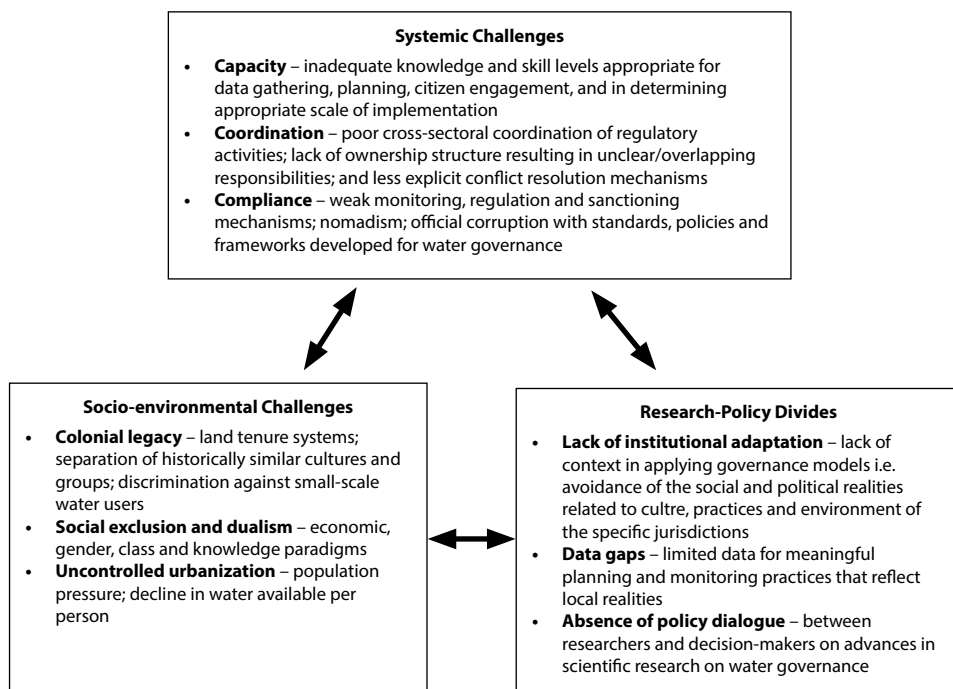 Systemic Challenges
• Capacity – inadequate knowledge and skill levels appropriate for
data gathering, planning, citizen engagement, and in determining
appropriate scale of implementation
• Coordination – poor cross-sectoral coordination of regulatory
activities; lack of ownership structure resulting in unclear/overlapping
responsibilities; and less explicit conflict resolution mechanisms
• Compliance – weak monitoring, regulation and sanctioning
mechanisms; nomadism; official corruption with standards, policies and
frameworks developed for water governance
Socio-environmental Challenges
• Colonial legacy – land tenure systems;
separation of historically similar cultures and
groups; discrimination against small-scale
water users
• Social exclusion and dualism – economic,
gender, class and knowledge paradigms
• Uncontrolled urbanization – population
pressure; decline in water available per
person
Research-Policy Divides
• Lack of institutional adaptation – lack of
context in applying governance models i.e.
avoidance of the social and political realities
related to cultre, practices and environment of
the specific jurisdictions
• Data gaps – limited data for meaningful
planning and monitoring practices that reflect
local realities
• Absence of policy dialogue – between
researchers and decision-makers on advances in
scientific research on water governance